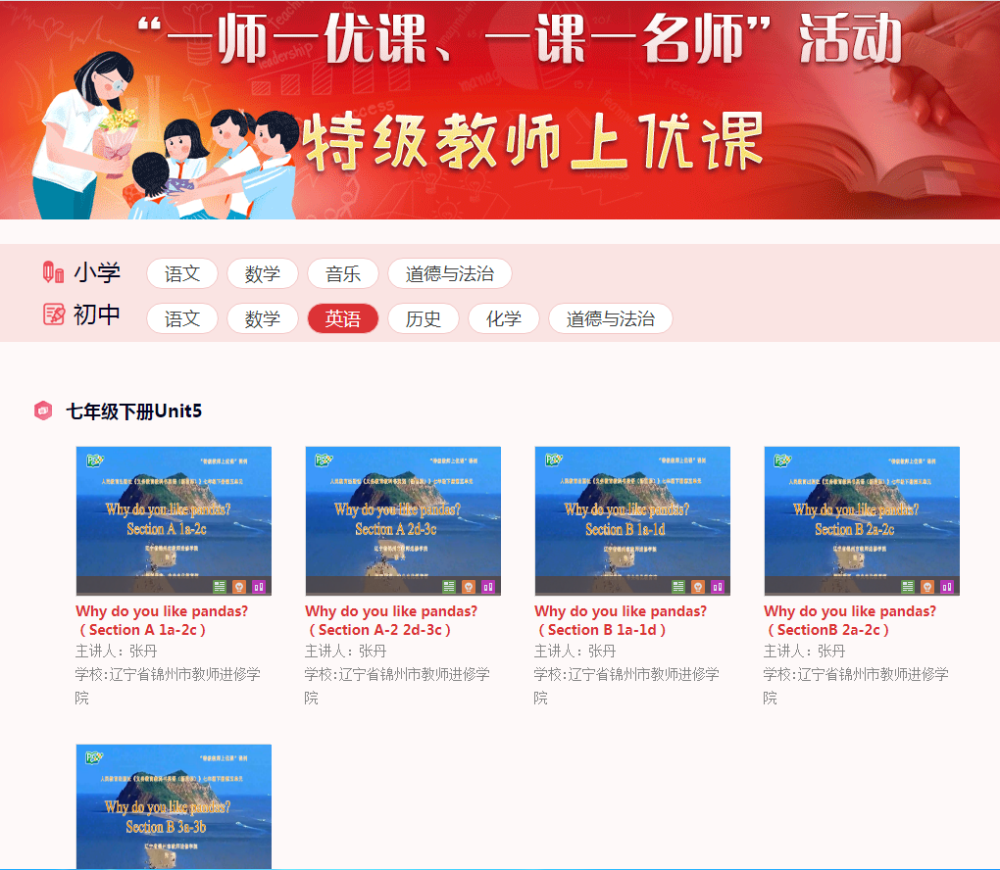 “一师一优课、一课一名师”活动
特级教师上优课
小学 语文 数学 音乐 道德与法治
初中 语文 数学 英语 历史 化学 道德与法治
七年级下册Unit5
Why do you like pandas?
Section A 1a-2c
Why do you like pandas?
（Section A 1a-2c）
主讲人：张丹
学校:辽宁省锦州市教师进修学
院
Why do you like pandas?
Section A 2d-3c
Why do you like pandas?
（Section A-2 2d-3c）
主讲人：张丹
学校:辽宁省锦州市教师进修学
院
Why do you like pandas?
Section B 1a-1d
Why do you like pandas?
（Section B 1a-1d）
主讲人：张丹
学校:辽宁省锦州市教师进修学
院
Why do you like pandas?
Section B 2a-2c
Why do you like pandas?
（SectionB 2a-2c）
主讲人：张丹
学校:辽宁省锦州市教师进修学
院
Why do you like pandas?
Section B 3a-3b